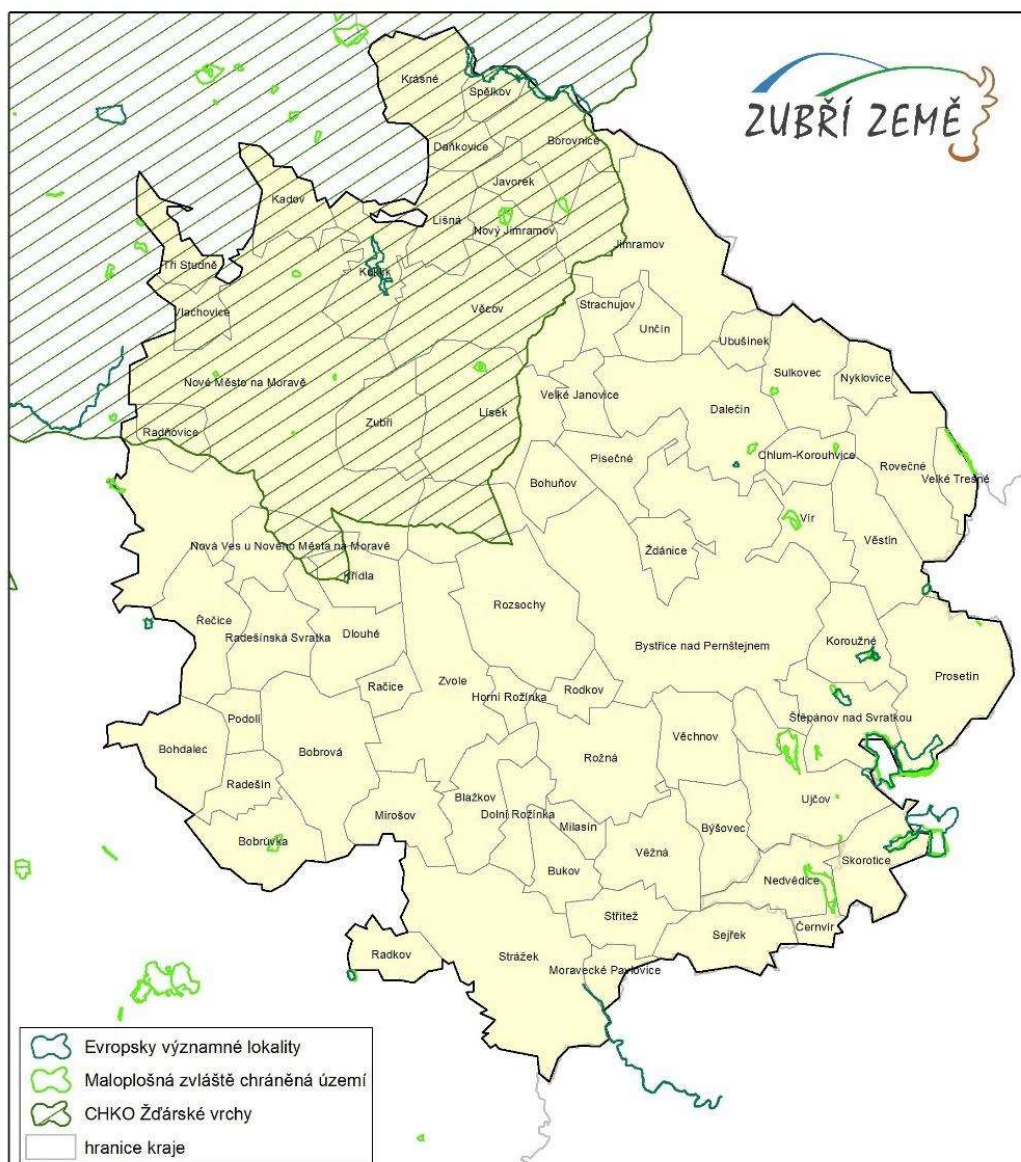 Krásné
Spělkov
ZUBŘÍ ZEMĚ
Daňkovice
Borovnice
Javorek
Kadov
Líšná
Nový Jimramov
Jimramov
Tři Studně
Vlachovice
Věcov
Strachujov
Unčín
Ubušínek
Sulkovec
Nyklovice
Nové Město na Moravě
Velké Janovice
Dalečín
Lísek
Zubří
Radňovice
Písečné
Chlum-Korouhvice
Rovečné
Velké Tresné
Bohuňov
Vír
Věstín
Ždánice
Nová Ves u Nového Města na Moravě
Křídla
Rozsochy
Řečice
Radešínská Svratka
Dlouhé
Bystřice nad Pernštejnem
Koroužné
Prosetín
Račice
Zvole
Horní Rožínka
Rodkov
Podolí
Štěpánov nad Svratkou
Bohdalec
Bobrová
Rožná
Věchnov
Radešín
Blažkov
Ujčov
Mirošov
Dolní Rožínka
Milasín
Býšovec
Bobrůvka
Věžná
Skorotice
Bukov
Nedvědice
Střítež
Černvír
Sejřek
Radkov
Strážek
Moravecké Pavlovice
Evropsky významné lokality
Maloplošná zvláště chráněná území
CHKO Žďárské vrchy
hranice kraje